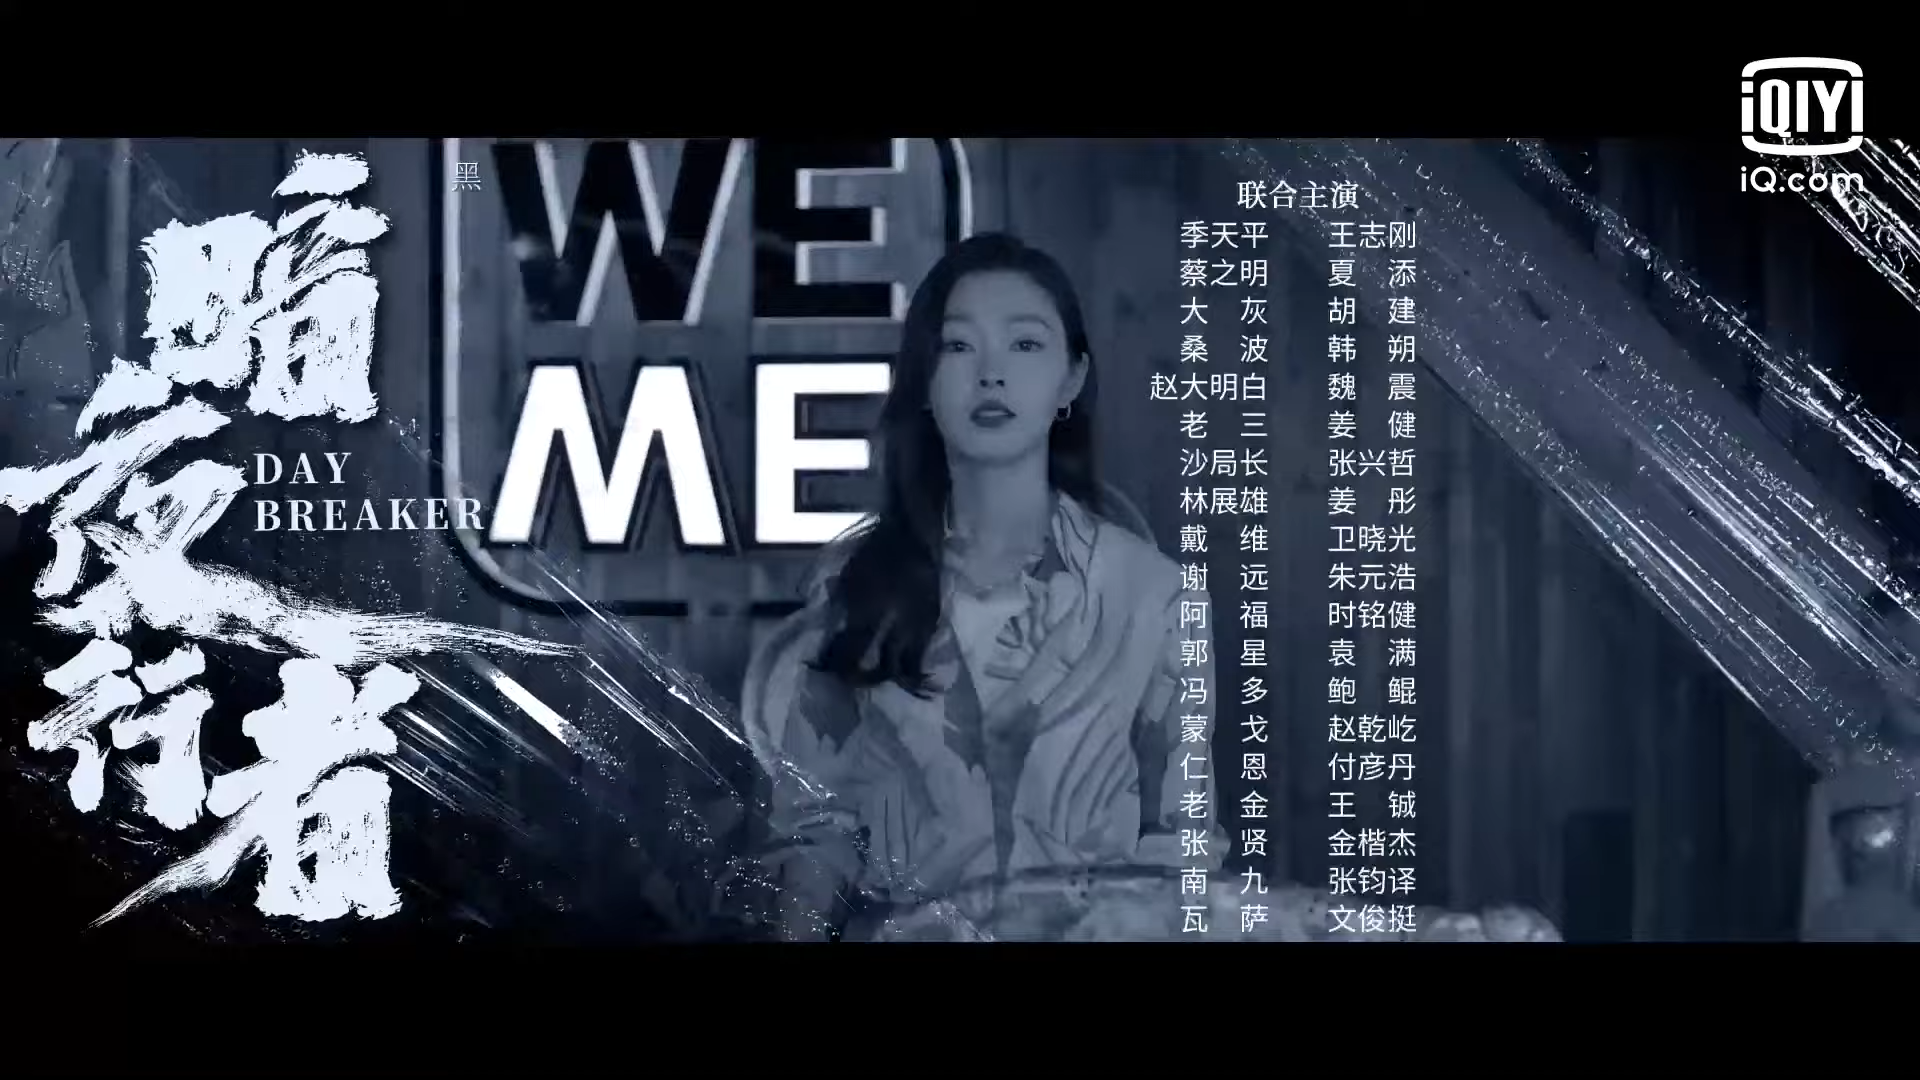 iQIYI
iQ.com
暗夜行者
DAY
BREAKER
黑
WE
ME
联合主演
季天平 王志刚
蔡之明 夏添
大灰 胡建
桑波 韩朔
赵大明白 魏震
老三 姜健
沙局长 张兴哲
林展雄 姜彤
戴维 卫晓光
谢远 朱元浩
阿福 时铭健
郭星 袁满
冯多 鲍鲲
蒙戈 赵乾屹
仁恩 付彦丹
老金 王铖
张贤 金楷杰
南九 张钧译
瓦萨 文俊挺